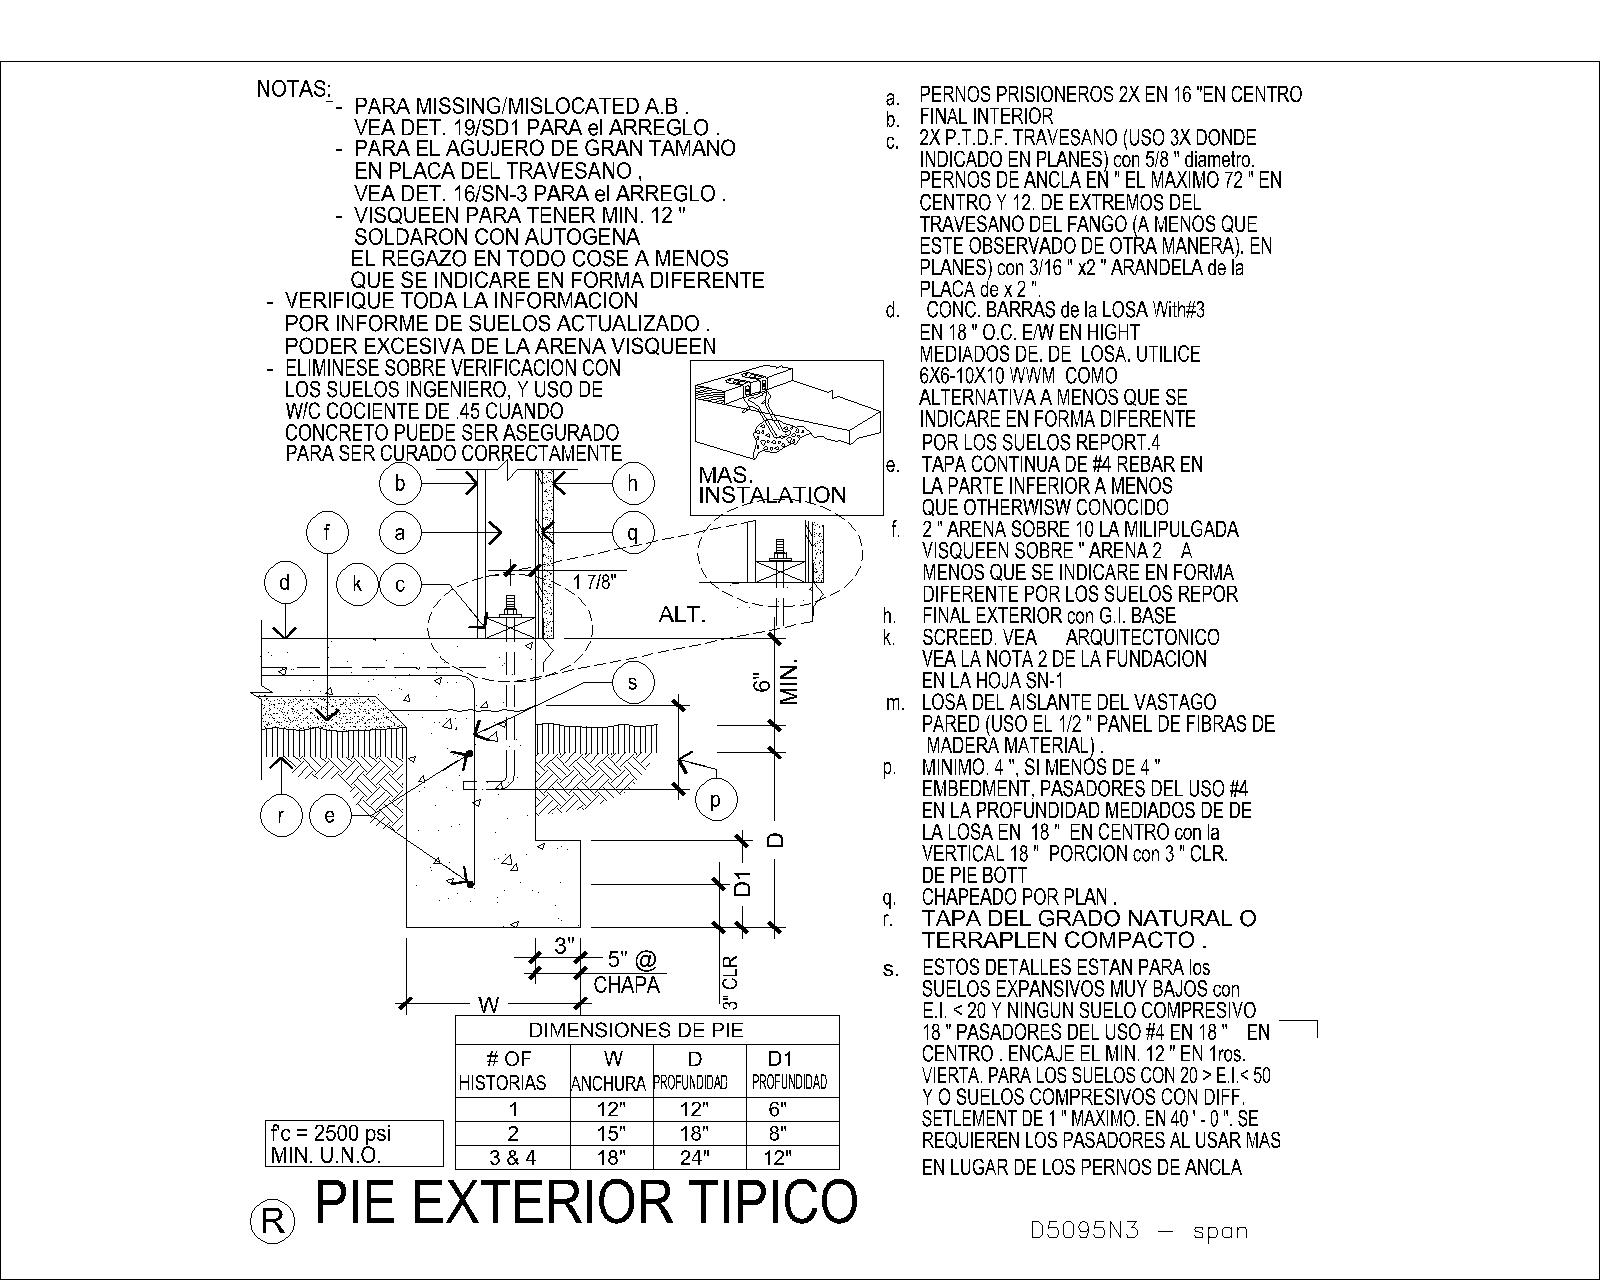 NOTAS:
- PARA MISSING/MISLOCATED A.B .
VEA DET. 19/SD1 PARA el ARREGLO .
- PARA EL AGUJERO DE GRAN TAMANO
EN PLACA DEL TRAVESANO ,
VEA DET. 16/SN-3 PARA el ARREGLO .
- VISQUEEN PARA TENER MIN. 12 "
SOLDARON CON AUTOGENA
EL REGAZO EN TODO COSE A MENOS
QUE SE INDICARE EN FORMA DIFERENTE
- VERIFIQUE TODA LA INFORMACION
POR INFORME DE SUELOS ACTUALIZADO .
PODER EXCESIVA DE LA ARENA VISQUEEN
- ELIMINESE SOBRE VERIFICACION CON
LOS SUELOS INGENIERO, Y USO DE
W/C COCIENTE DE .45 CUANDO
CONCRETO PUEDE SER ASEGURADO
PARA SER CURADO CORRECTAMENTE
MAS.
INSTALATION
b
h
f
a
q
d
k
c
1 7/8"
ALT.
s
6"
MIN.
r
e
p
D
D1
3"
5" @
CHAPA
3" CLR
W
DIMENSIONES DE PIE
# OF W D D1
HISTORIAS ANCHURA PROFUNDIDAD PROFUNDIDAD
1 12" 12" 6"
2 15" 18" 8"
3 & 4 18" 24" 12"
f'c = 2500 psi
MIN. U.N.O.
R PIE EXTERIOR TIPICO
a. PERNOS PRISIONEROS 2X EN 16 "EN CENTRO
b. FINAL INTERIOR
c. 2X P.T.D.F. TRAVESANO (USO 3X DONDE
INDICADO EN PLANES) con 5/8 " diametro.
PERNOS DE ANCLA EN " EL MAXIMO 72 " EN
CENTRO Y 12. DE EXTREMOS DEL
TRAVESANO DEL FANGO (A MENOS QUE
ESTE OBSERVADO DE OTRA MANERA). EN
PLANES) con 3/16 " x2 " ARANDELA de la
PLACA de x 2 ".
d. CONC. BARRAS de la LOSA With#3
EN 18 " O.C. E/W EN HIGHT
MEDIADOS DE. DE LOSA. UTILICE
6X6-10X10 WWM COMO
ALTERNATIVA A MENOS QUE SE
INDICARE EN FORMA DIFERENTE
POR LOS SUELOS REPORT.4
e. TAPA CONTINUA DE #4 REBAR EN
LA PARTE INFERIOR A MENOS
QUE OTHERWISW CONOCIDO
f. 2 " ARENA SOBRE 10 LA MILIPULGADA
VISQUEEN SOBRE " ARENA 2 A
MENOS QUE SE INDICARE EN FORMA
DIFERENTE POR LOS SUELOS REPOR
h. FINAL EXTERIOR con G.I. BASE
k. SCREED. VEA ARQUITECTONICO
VEA LA NOTA 2 DE LA FUNDACION
EN LA HOJA SN-1
m. LOSA DEL AISLANTE DEL VASTAGO
PARED (USO EL 1/2 " PANEL DE FIBRAS DE
MADERA MATERIAL) .
p. MINIMO. 4 ", SI MENOS DE 4 "
EMBEDMENT, PASADORES DEL USO #4
EN LA PROFUNDIDAD MEDIADOS DE DE
LA LOSA EN 18 " EN CENTRO con la
VERTICAL 18 " PORCION con 3 " CLR.
DE PIE BOTT
q. CHAPEADO POR PLAN .
r. TAPA DEL GRADO NATURAL O
TERRAPLEN COMPACTO .
s. ESTOS DETALLES ESTAN PARA los
SUELOS EXPANSIVOS MUY BAJOS con
E.I. < 20 Y NINGUN SUELO COMPRESIVO
18 " PASADORES DEL USO #4 EN 18 " EN
CENTRO . ENCAJE EL MIN. 12 " EN 1ros.
VIERTA. PARA LOS SUELOS CON 20 > E.I.< 50
Y O SUELOS COMPRESIVOS CON DIFF.
SETLEMENT DE 1 " MAXIMO. EN 40 ' - 0 ". SE
REQUIEREN LOS PASADORES AL USAR MAS
EN LUGAR DE LOS PERNOS DE ANCLA
D5095N3 - span